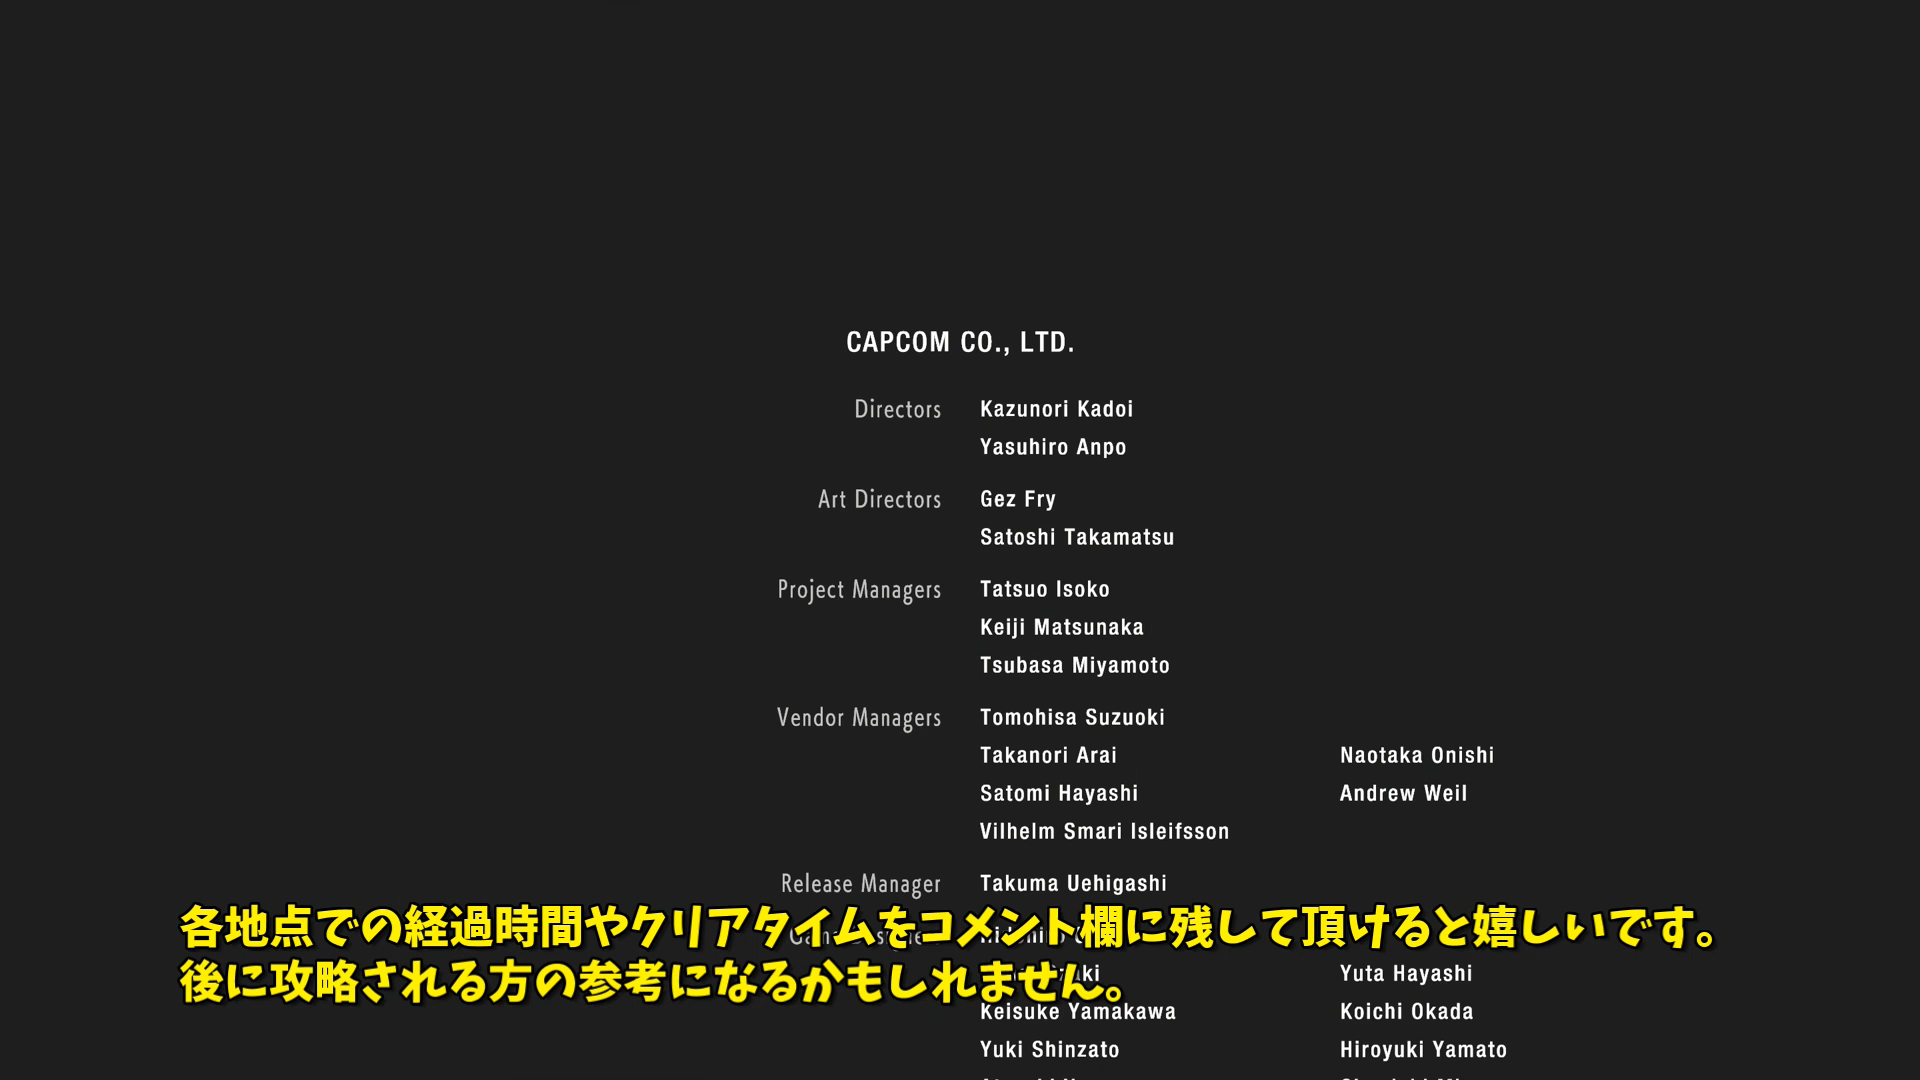 CAPCOM CO., LTD.
Directors Kazunori Kadoi
Yasuhiro Anpo
Art Directors Gez Fry
Satoshi Takamatsu
Project Managers Tatsuo Isoko
Keiji Matsunaka
Tsubasa Miyamoto
Vendor Managers Tomohisa Suzuoki
Takanori Arai Naotaka Onishi
Satomi Hayashi Andrew Weil
Vilhelm Smari Isleifsson
Release Manager Takuma Uehigashi
各地点での経過時間やクリアタイムをコメント欄に残して頂けると嬉しいです。
後に攻略される方の参考になるかもしれません。
Yuta Hayashi
Keisuke Yamakawa Koichi Okada
Yuki Shinzato Hiroyuki Yamato